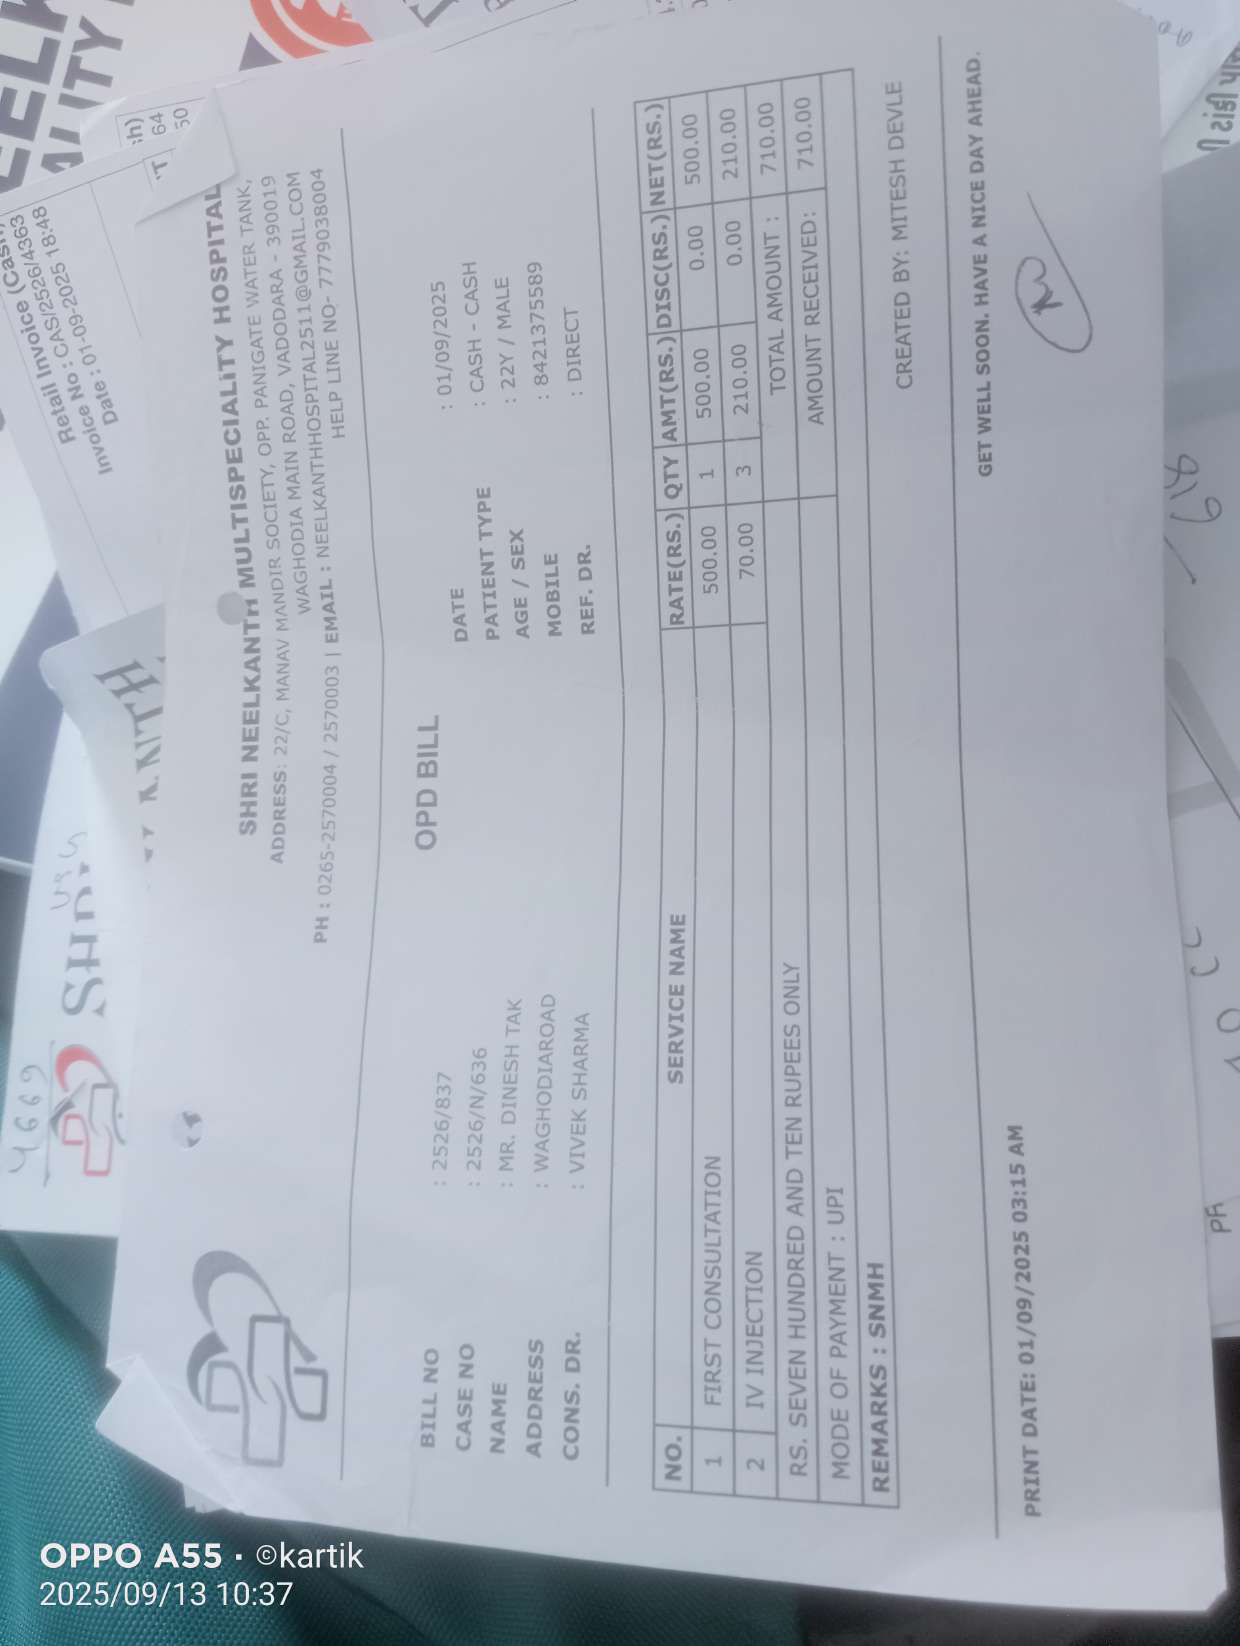 SHRI NEELKANTH MULTISPECIALITY HOSPITAL
ADDRESS: 22/C, MANAV MANDIR SOCIETY, OPP. PANIGATE WATER TANK,
WAGHODIA MAIN ROAD, VADODARA - 390019
PH : 0265-2570004 / 2570003 | EMAIL : NEELKANTHHOSPITAL2511@GMAIL.COM
HELP LINE NO- 7779038004
OPD BILL
BILL NO : 2526/837 DATE : 01/09/2025
CASE NO : 2526/N/636 PATIENT TYPE : CASH - CASH
NAME : MR. DINESH TAK AGE / SEX : 22Y / MALE
ADDRESS : WAGHODIAROAD MOBILE : 8421375589
CONS. DR. : VIVEK SHARMA REF. DR. : DIRECT
NO. SERVICE NAME RATE(RS.) QTY AMT(RS.) DISC(RS.) NET(RS.)
1 FIRST CONSULTATION 500.00 1 500.00 0.00 500.00
2 IV INJECTION 70.00 3 210.00 0.00 210.00
RS. SEVEN HUNDRED AND TEN RUPEES ONLY TOTAL AMOUNT : 710.00
MODE OF PAYMENT : UPI AMOUNT RECEIVED: 710.00
REMARKS : SNMH
CREATED BY: MITESH DEVLE
GET WELL SOON. HAVE A NICE DAY AHEAD.
PRINT DATE: 01/09/2025 03:15 AM
Retail Invoice (Cash)
Invoice No : CAS/2526/4363
Date : 01-09-2025 18:48
64
50
4669
OPPO A55 · ©kartik
2025/09/13 10:37